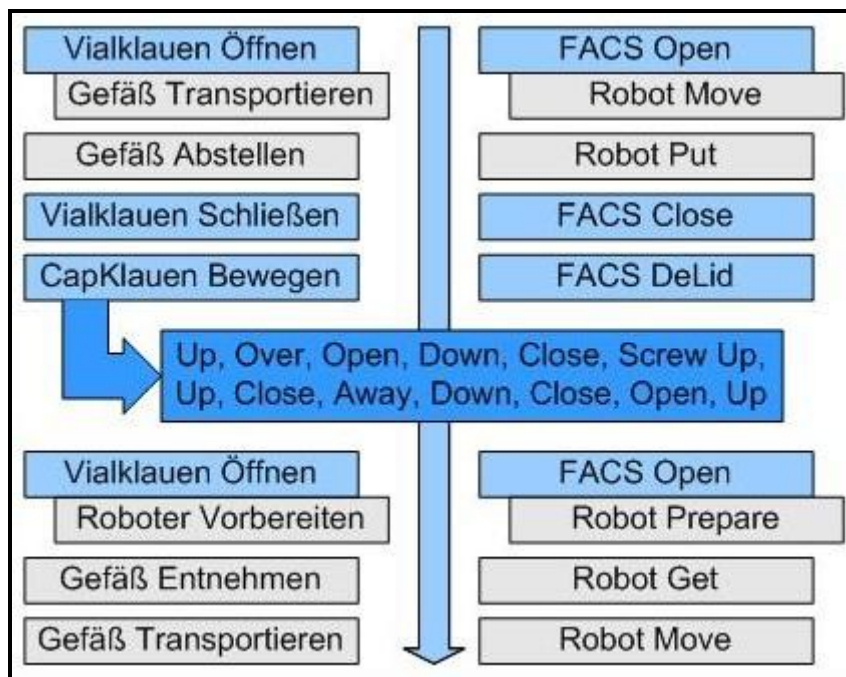 Vialklauen Öffnen
FACS Open
Gefäß Transportieren
Robot Move
Gefäß Abstellen
Robot Put
Vialklauen Schließen
FACS Close
CapKlauen Bewegen
FACS DeLid
Up, Over, Open, Down, Close, Screw Up,
Up, Close, Away, Down, Close, Open, Up
Vialklauen Öffnen
FACS Open
Roboter Vorbereiten
Robot Prepare
Gefäß Entnehmen
Robot Get
Gefäß Transportieren
Robot Move